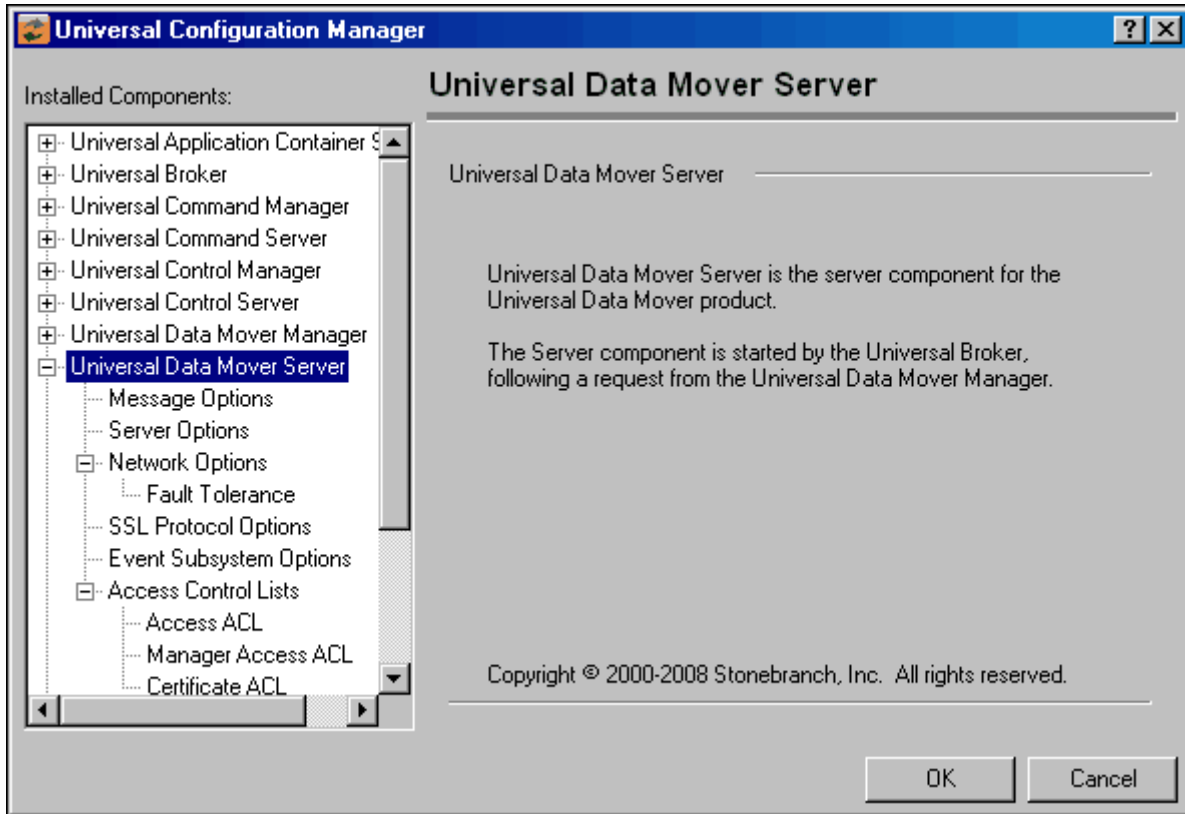 Universal Configuration Manager
Installed Components:
Universal Application Container S
Universal Broker
Universal Command Manager
Universal Command Server
Universal Control Manager
Universal Control Server
Universal Data Mover Manager
Universal Data Mover Server
Message Options
Server Options
Network Options
Fault Tolerance
SSL Protocol Options
Event Subsystem Options
Access Control Lists
Access ACL
Manager Access ACL
Certificate ACL
Universal Data Mover Server
Universal Data Mover Server
Universal Data Mover Server is the server component for the
Universal Data Mover product.
The Server component is started by the Universal Broker,
following a request from the Universal Data Mover Manager.
Copyright © 2000-2008 Stonebranch, Inc. All rights reserved.
OK
Cancel